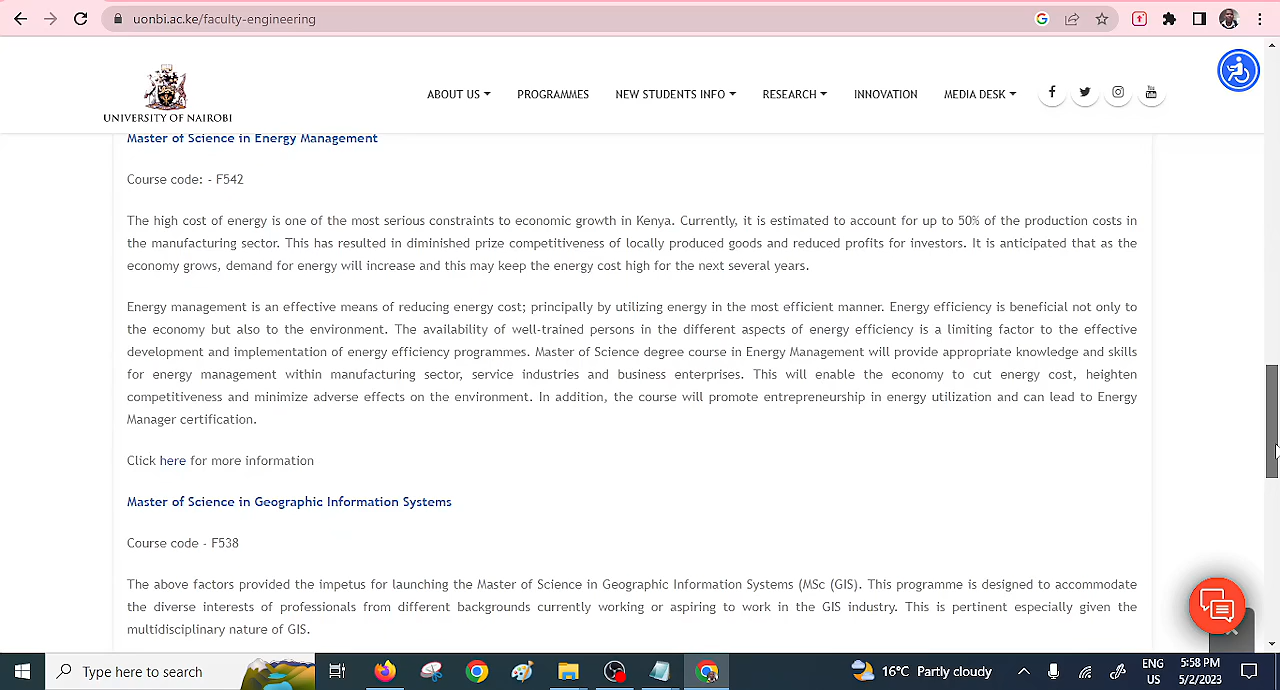 uonbi.ac.ke/faculty-engineering
UNIVERSITY OF NAIROBI
ABOUT US PROGRAMMES NEW STUDENTS INFO RESEARCH INNOVATION MEDIA DESK
Master of Science in Energy Management
Course code: - F542
The high cost of energy is one of the most serious constraints to economic growth in Kenya. Currently, it is estimated to account for up to 50% of the production costs in
the manufacturing sector. This has resulted in diminished prize competitiveness of locally produced goods and reduced profits for investors. It is anticipated that as the
economy grows, demand for energy will increase and this may keep the energy cost high for the next several years.
Energy management is an effective means of reducing energy cost; principally by utilizing energy in the most efficient manner. Energy efficiency is beneficial not only to
the economy but also to the environment. The availability of well-trained persons in the different aspects of energy efficiency is a limiting factor to the effective
development and implementation of energy efficiency programmes. Master of Science degree course in Energy Management will provide appropriate knowledge and skills
for energy management within manufacturing sector, service industries and business enterprises. This will enable the economy to cut energy cost, heighten
competitiveness and minimize adverse effects on the environment. In addition, the course will promote entrepreneurship in energy utilization and can lead to Energy
Manager certification.
Click here for more information
Master of Science in Geographic Information Systems
Course code - F538
The above factors provided the impetus for launching the Master of Science in Geographic Information Systems (MSc (GIS). This programme is designed to accommodate
the diverse interests of professionals from different backgrounds currently working or aspiring to work in the GIS industry. This is pertinent especially given the
multidisciplinary nature of GIS.
Type here to search
16°C Partly cloudy
ENG
US
5:58 PM
5/2/2023